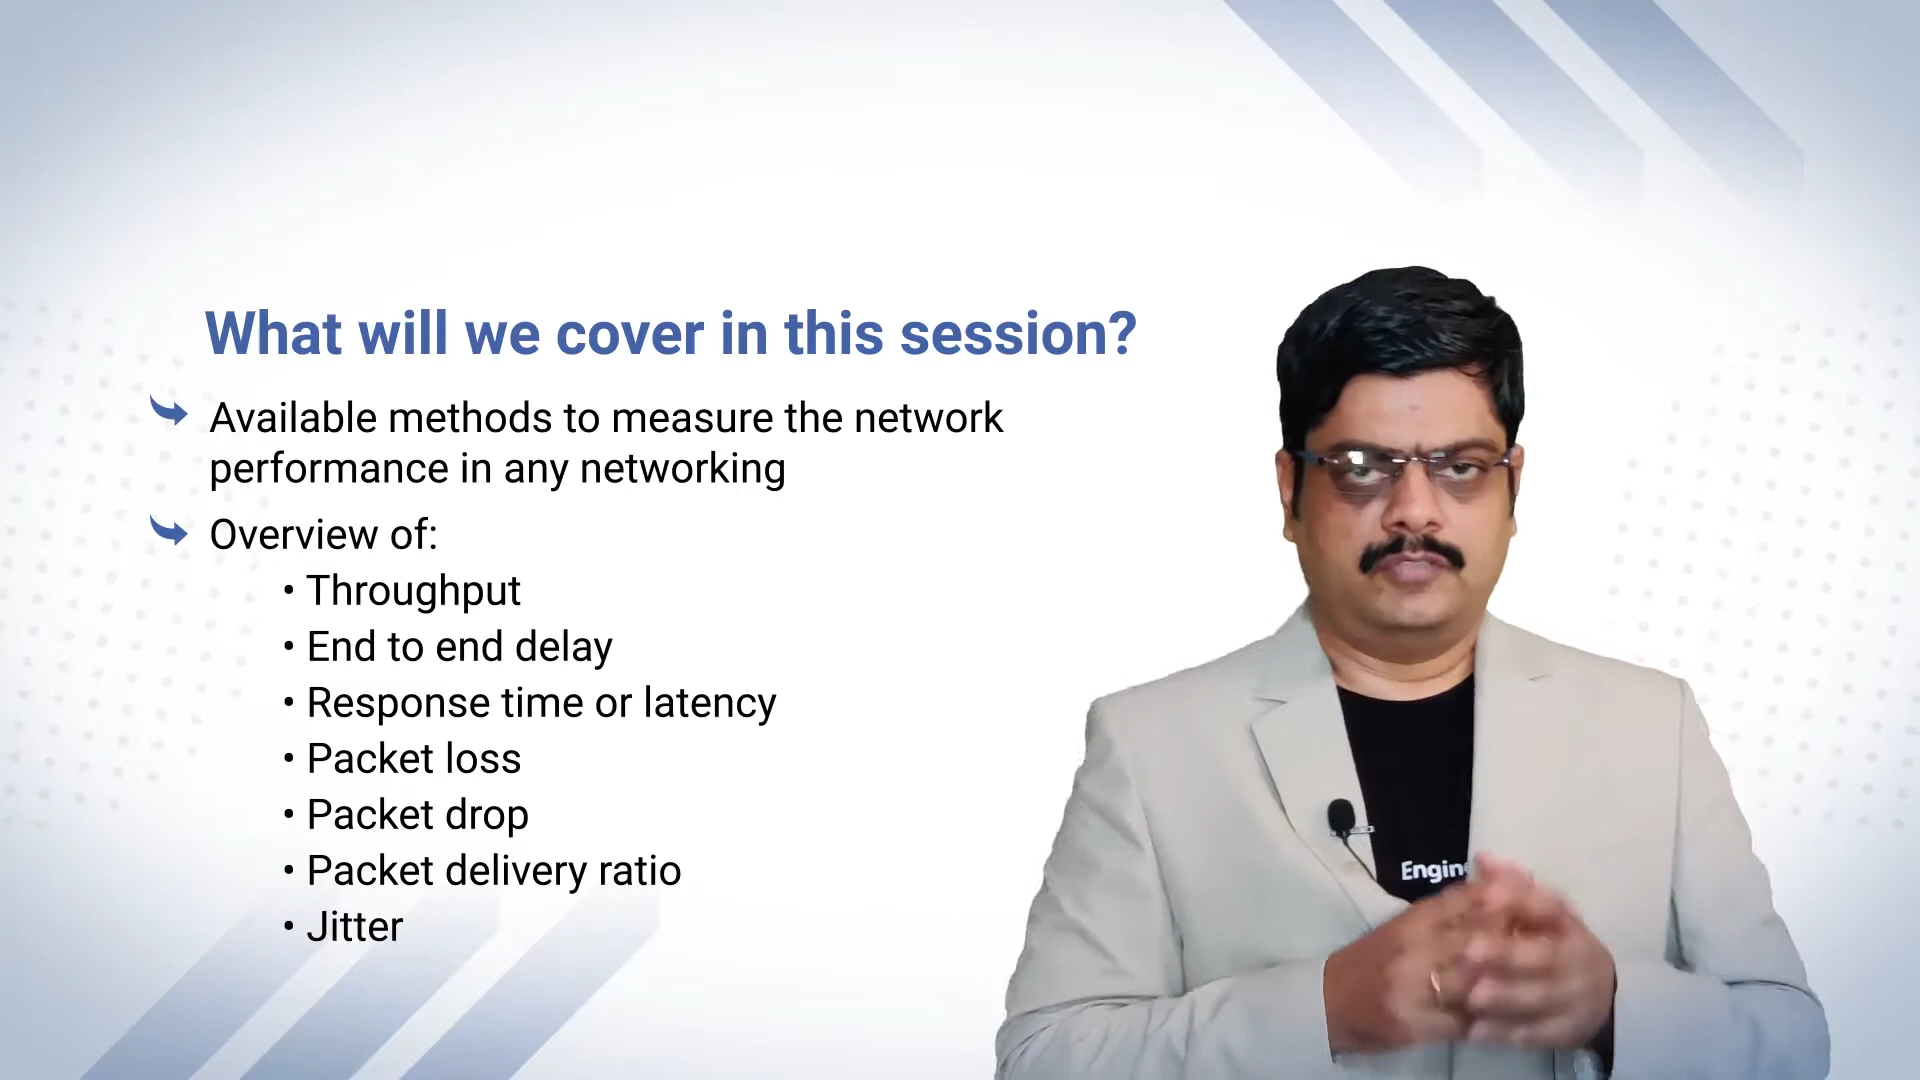 What will we cover in this session?
Available methods to measure the network
performance in any networking
Overview of:
• Throughput
• End to end delay
• Response time or latency
• Packet loss
• Packet drop
• Packet delivery ratio
• Jitter